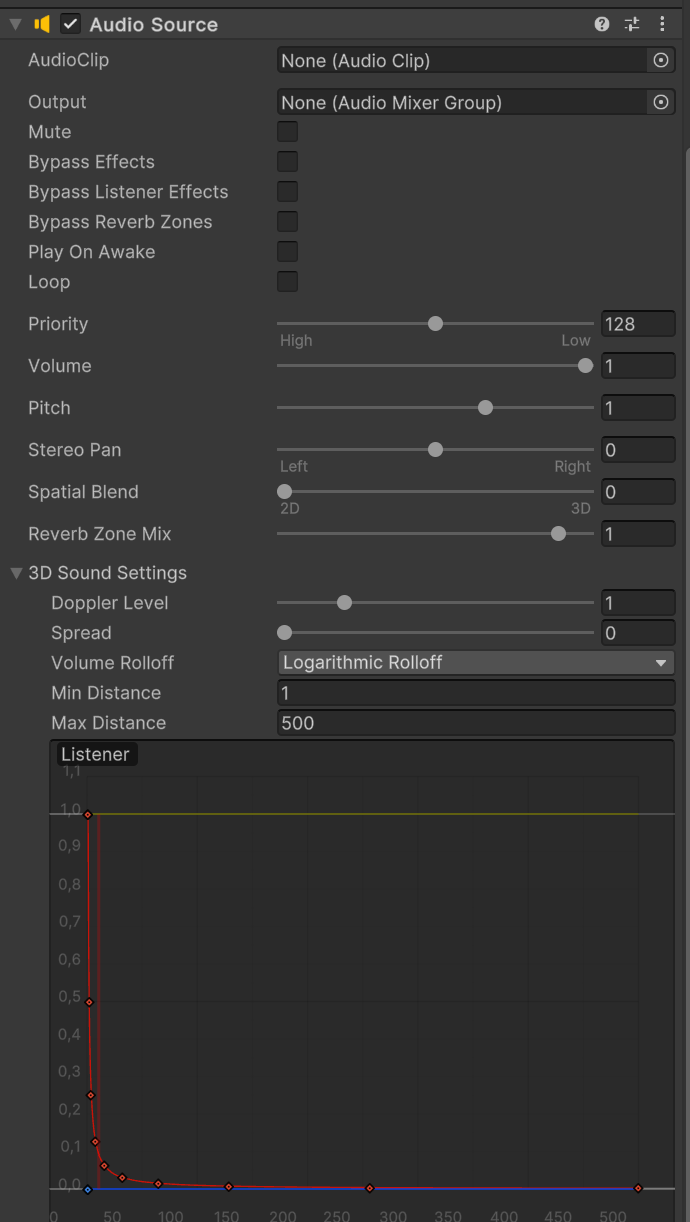 Audio Source
AudioClip None (Audio Clip)
Output None (Audio Mixer Group)
Mute
Bypass Effects
Bypass Listener Effects
Bypass Reverb Zones
Play On Awake
Loop
Priority 128
High Low
Volume 1
Pitch 1
Stereo Pan 0
Left Right
Spatial Blend 0
2D 3D
Reverb Zone Mix 1
3D Sound Settings
Doppler Level 1
Spread 0
Volume Rolloff Logarithmic Rolloff
Min Distance 1
Max Distance 500
Listener
1,1
1,0
0,9
0,8
0,7
0,6
0,5
0,4
0,3
0,2
0,1
0,0
0 50 100 150 200 250 300 350 400 450 500